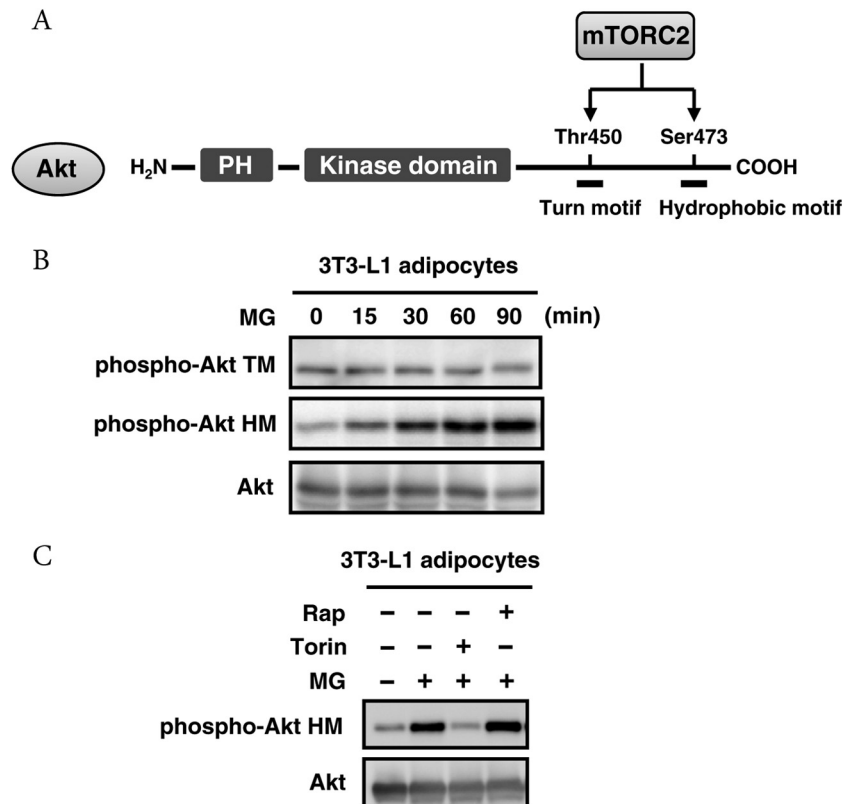 A
mTORC2
Thr450 Ser473
Akt H₂N PH Kinase domain COOH
Turn motif Hydrophobic motif
B
3T3-L1 adipocytes
MG 0 15 30 60 90 (min)
phospho-Akt TM
phospho-Akt HM
Akt
C
3T3-L1 adipocytes
Rap – – – +
Torin – – + –
MG – + + +
phospho-Akt HM
Akt